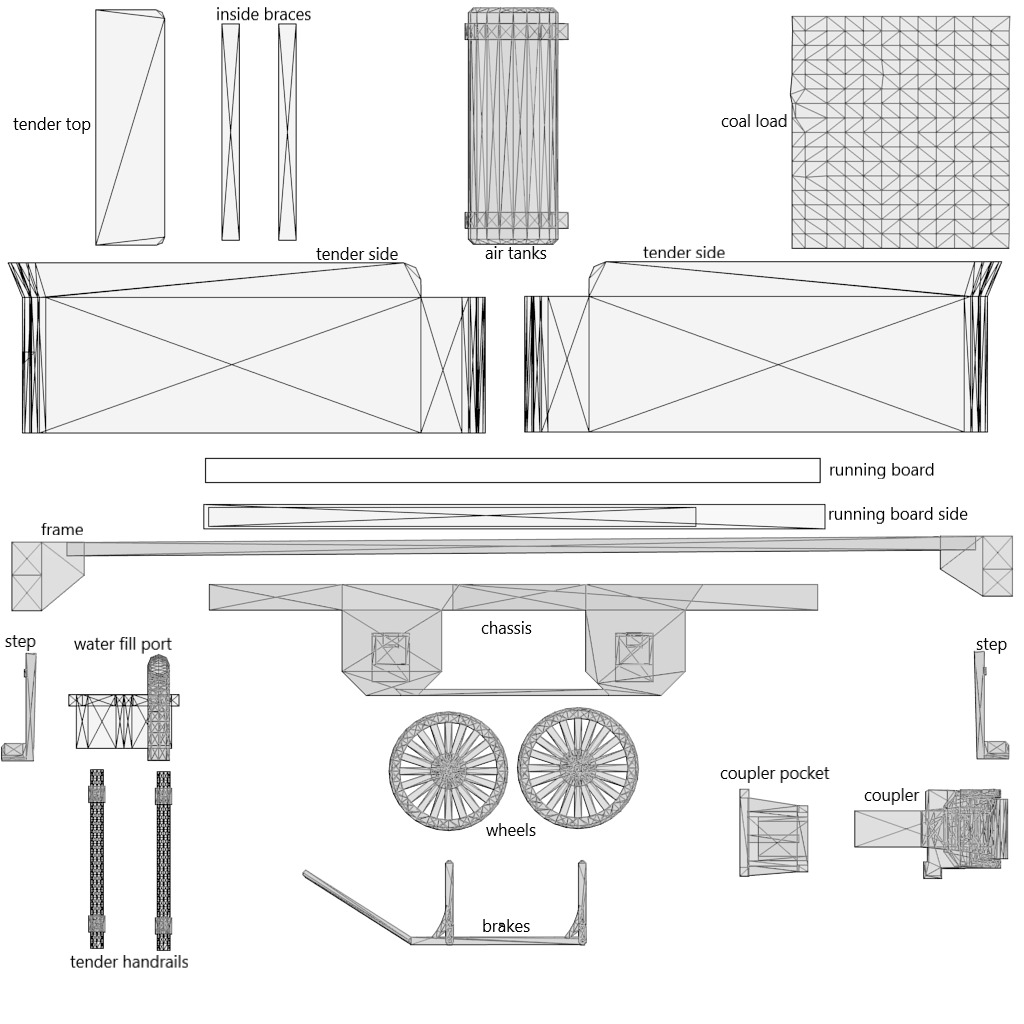 inside braces
tender top
coal load
tender side
air tanks
tender side
running board
running board side
frame
chassis
step
water fill port
step
coupler pocket
coupler
wheels
brakes
tender handrails